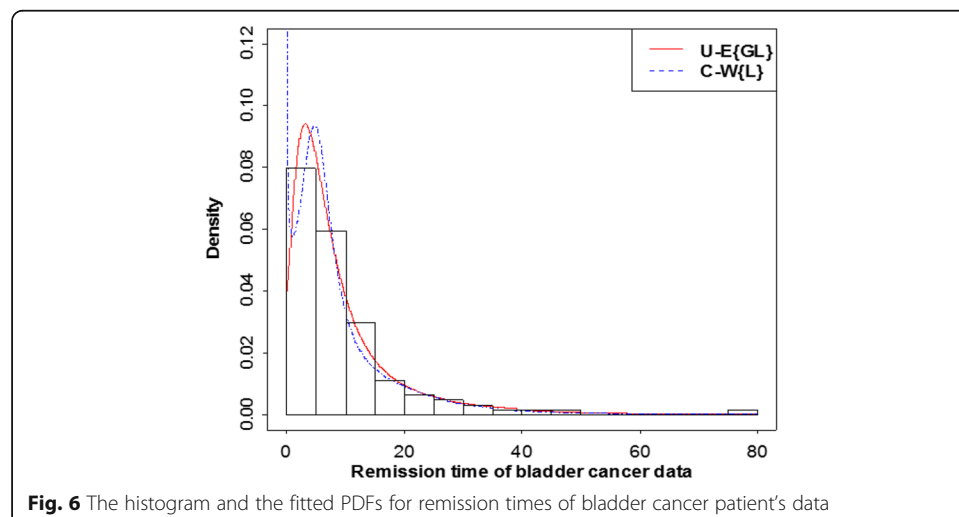 U-E{GL}
C-W{L}
Density
0.12
0.10
0.08
0.06
0.04
0.02
0.00
0 20 40 60 80
Remission time of bladder cancer data
Fig. 6 The histogram and the fitted PDFs for remission times of bladder cancer patient's data